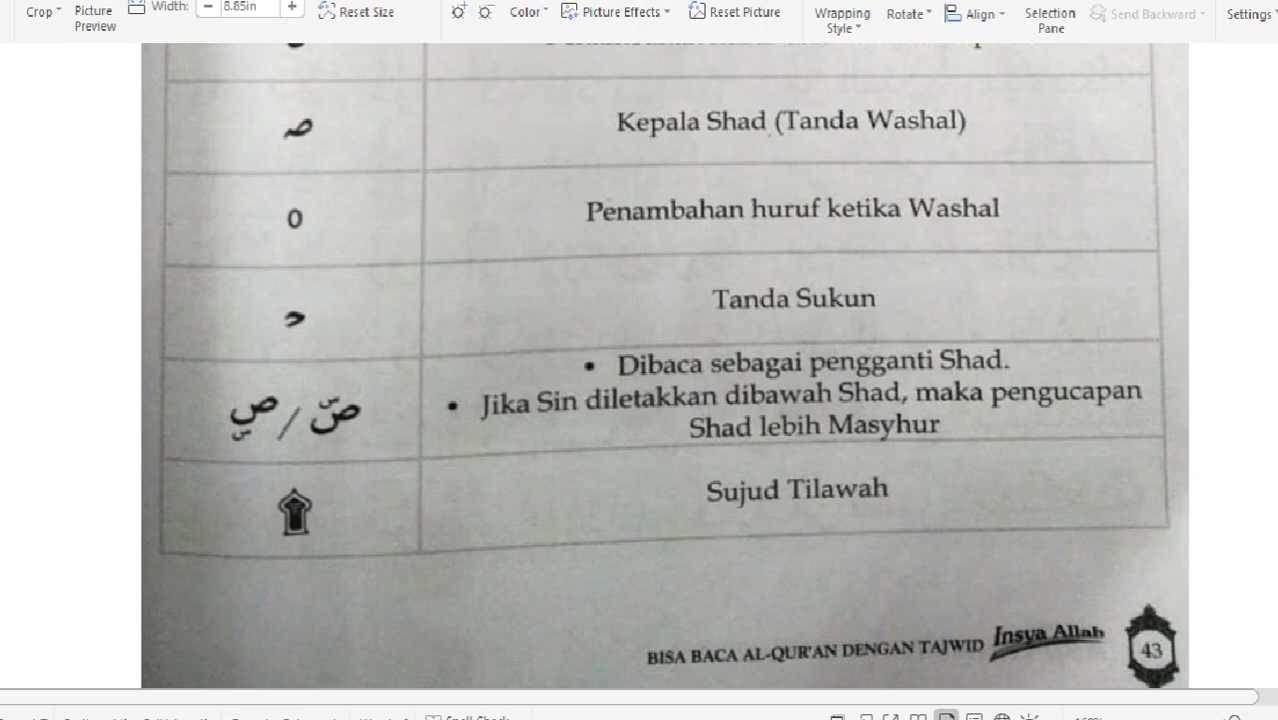 Width: 8.85in
Crop Picture Preview Reset Size Color Picture Effects Reset Picture Wrapping Style Rotate Align Selection Pane Send Backward Settings
صـ Kepala Shad (Tanda Washal)
o Penambahan huruf ketika Washal
Tanda Sukun
• Dibaca sebagai pengganti Shad.
• Jika Sin diletakkan dibawah Shad, maka pengucapan
Shad lebih Masyhur
۩ Sujud Tilawah
BISA BACA AL-QUR'AN DENGAN TAJWID Insya Allah 43